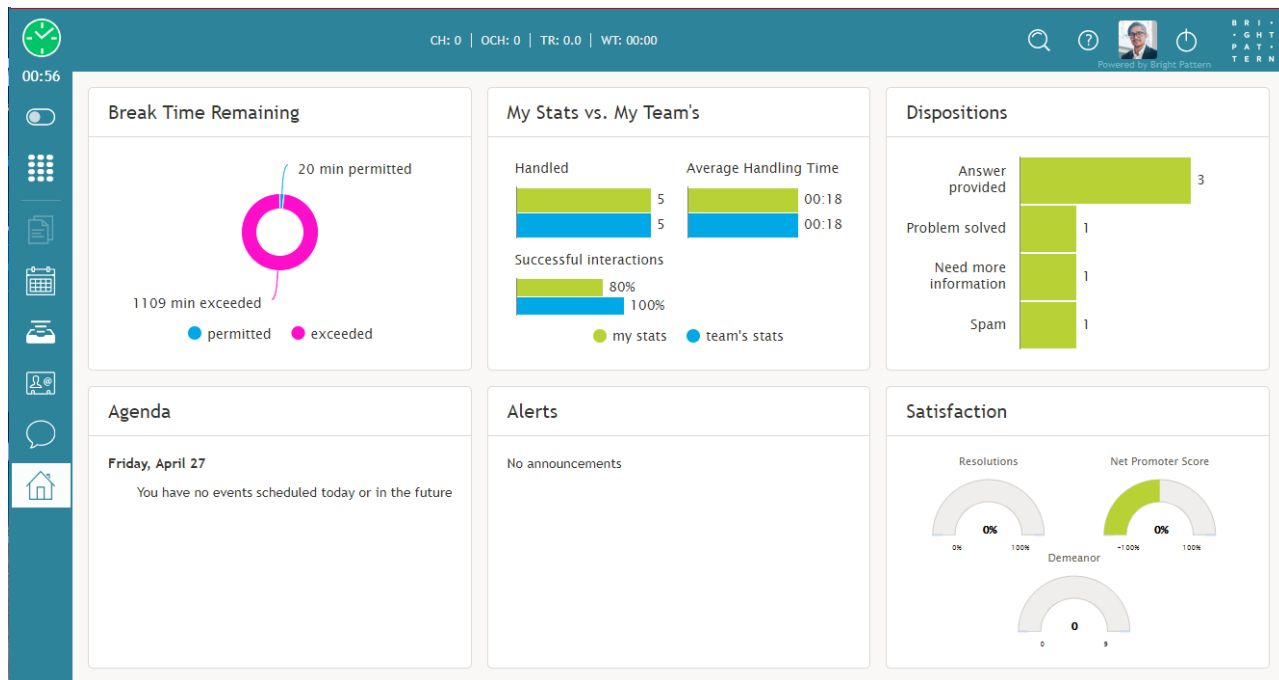 CH: 0 | OCH: 0 | TR: 0.0 | WT: 00:00
BRI·
·GHT
PAT·
TERN
Powered by Bright Pattern
00:56
Break Time Remaining
20 min permitted
1109 min exceeded
permitted exceeded
My Stats vs. My Team's
Handled
5
5
Average Handling Time
00:18
00:18
Successful interactions
80%
100%
my stats team's stats
Dispositions
Answer
provided
3
Problem solved
1
Need more
information
1
Spam
1
Agenda
Friday, April 27
You have no events scheduled today or in the future
Alerts
No announcements
Satisfaction
Resolutions
0%
0% 100%
Net Promoter Score
0%
-100% 100%
Demeanor
0
0 9